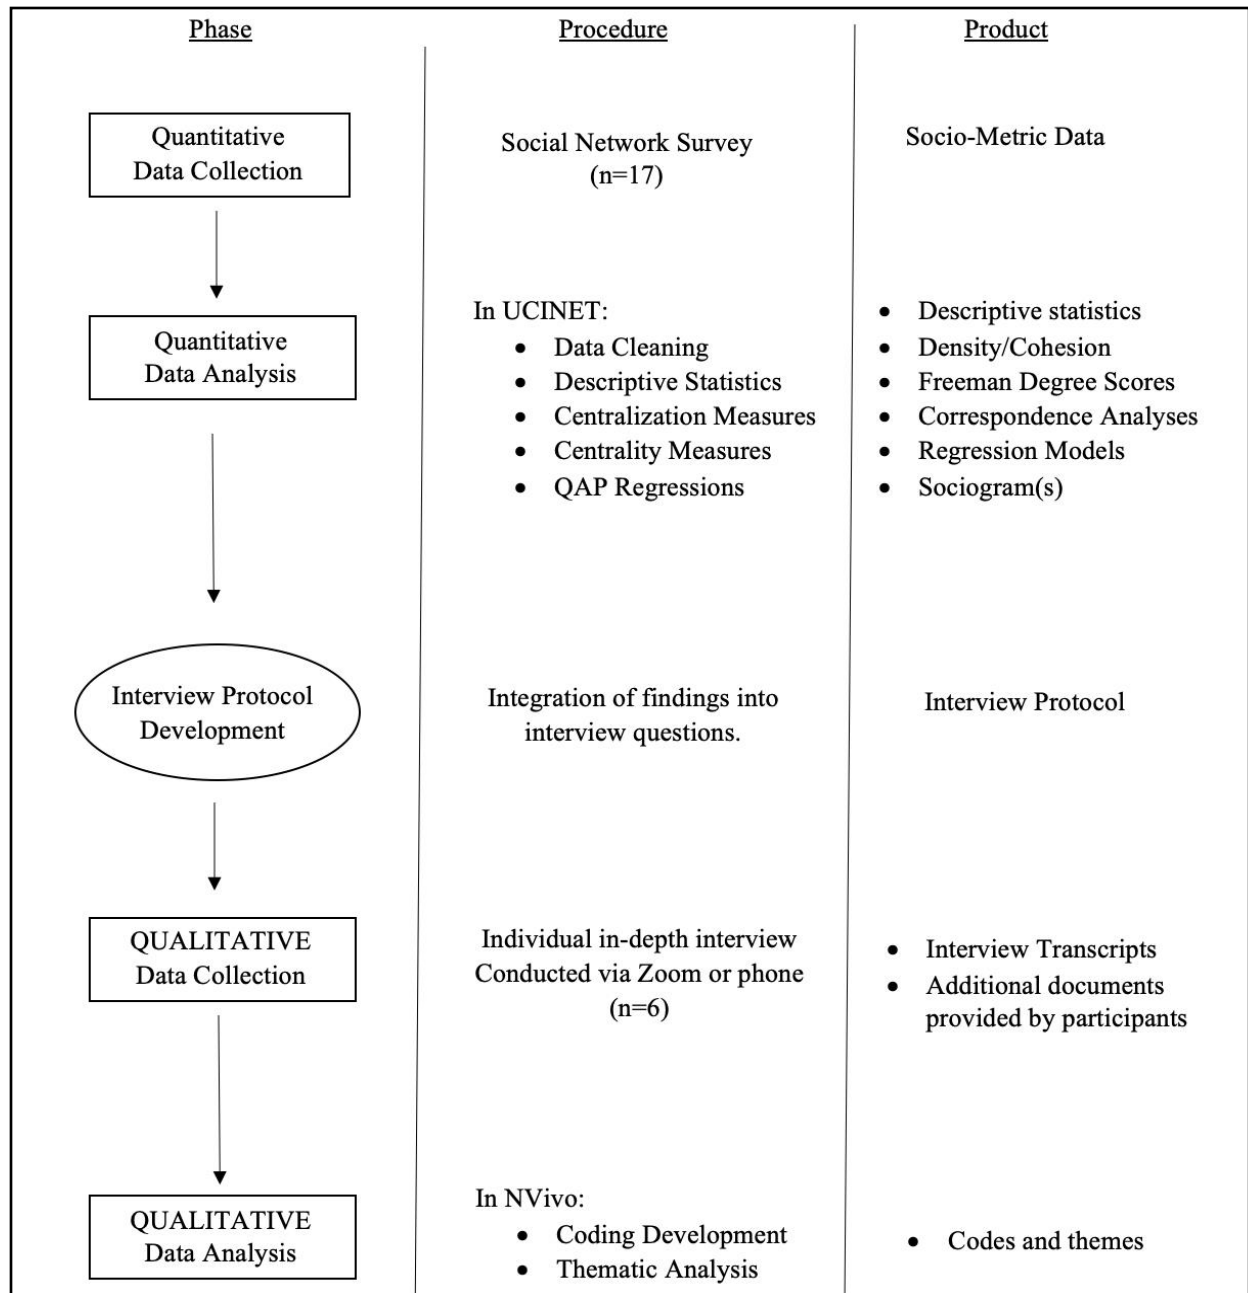 Phase
Procedure
Product
Quantitative
Data Collection
Social Network Survey
(n=17)
Socio-Metric Data
Quantitative
Data Analysis
In UCINET:
• Data Cleaning
• Descriptive Statistics
• Centralization Measures
• Centrality Measures
• QAP Regressions
• Descriptive statistics
• Density/Cohesion
• Freeman Degree Scores
• Correspondence Analyses
• Regression Models
• Sociogram(s)
Interview Protocol
Development
Integration of findings into
interview questions.
Interview Protocol
QUALITATIVE
Data Collection
Individual in-depth interview
Conducted via Zoom or phone
(n=6)
• Interview Transcripts
• Additional documents
provided by participants
QUALITATIVE
Data Analysis
In NVivo:
• Coding Development
• Thematic Analysis
• Codes and themes